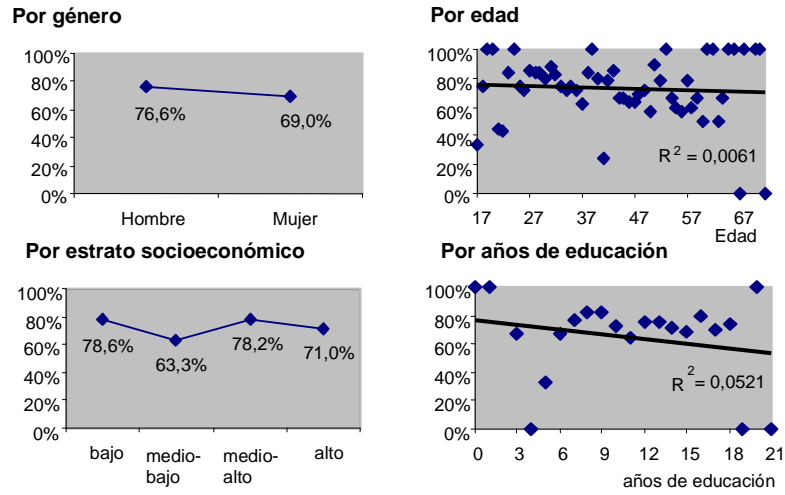 Por género
100%
80%
60%
40%
20%
0%
76,6%
69,0%
Hombre
Mujer
Por edad
100%
80%
60%
40%
20%
0%
R2 = 0,0061
17
27
37
47
57
67
Edad
Por estrato socioeconómico
100%
80%
60%
40%
20%
0%
78,6%
63,3%
78,2%
71,0%
bajo
medio-
bajo
medio-
alto
alto
Por años de educación
100%
80%
60%
40%
20%
0%
R2 = 0,0521
0
3
6
9
12
15
18
21
años de educación